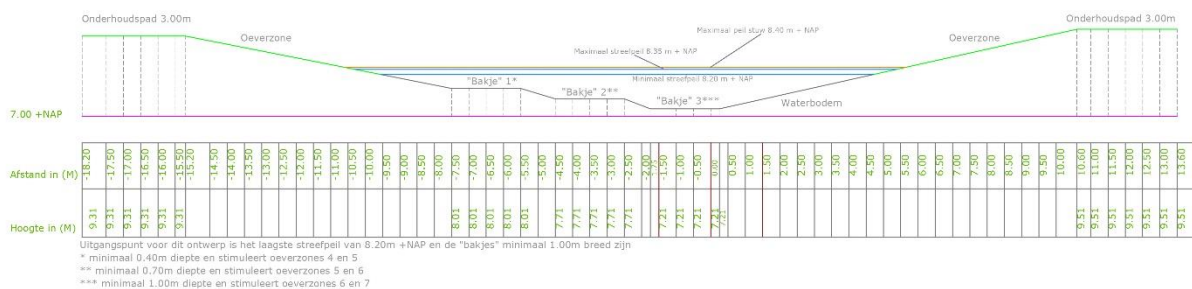 Onderhoudspad 3.00m Onderhoudspad 3.00m
Maximaal peil stuw 8.40 m + NAP
Oeverzone Oeverzone
Maximaal streefpeil 8.35 m + NAP
"Bakje" 1* Minimaal streefpeil 8.20 m + NAP
"Bakje" 2** "Bakje" 3*** Waterbodem
7.00 +NAP
Afstand in (M) -18.20 -17.50 -17.00 -16.50 -16.00 -15.50 -15.20 -14.50 -14.00 -13.50 -13.00 -12.50 -12.00 -11.50 -11.00 -10.50 -10.00 -9.50 -9.00 -8.50 -8.00 -7.50 -7.00 -6.50 -6.00 -5.50 -5.00 -4.50 -4.00 -3.50 -3.00 -2.50 -2.00 -1.50 -1.00 -0.50 0.00 0.50 1.00 1.50 2.00 2.50 3.00 3.50 4.00 4.50 5.00 5.50 6.00 6.50 7.00 7.50 8.00 8.50 9.00 9.50 10.00 10.60 11.00 11.50 12.00 12.50 13.00 13.60
Hoogte in (M) 9.31 9.31 9.31 9.31 9.31 9.31 8.01 8.01 8.01 8.01 8.01 7.71 7.71 7.71 7.71 7.71 7.21 7.21 7.21 7.21 7.21 9.51 9.51 9.51 9.51 9.51 9.51 9.51
Uitgangspunt voor dit ontwerp is het laagste streefpeil van 8.20m +NAP en de "bakjes" minimaal 1.00m breed zijn
* minimaal 0.40m diepte en stimuleert oeverzones 4 en 5
** minimaal 0.70m diepte en stimuleert oeverzones 5 en 6
*** minimaal 1.00m diepte en stimuleert oeverzones 6 en 7